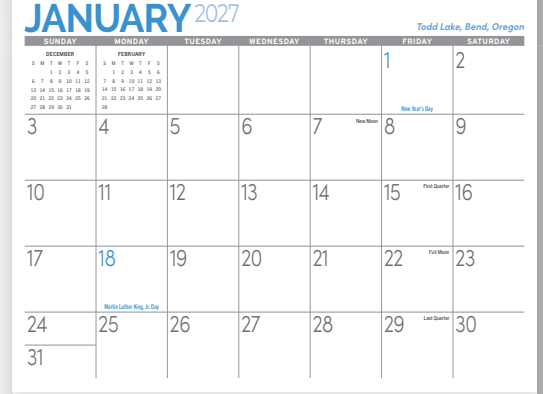 JANUARY 2027
Todd Lake, Bend, Oregon
SUNDAY MONDAY TUESDAY WEDNESDAY THURSDAY FRIDAY SATURDAY
DECEMBER
S M T W T F S
1 2 3 4 5
6 7 8 9 10 11 12
13 14 15 16 17 18 19
20 21 22 23 24 25 26
27 28 29 30 31
FEBRUARY
S M T W T F S
1 2 3 4 5 6
7 8 9 10 11 12 13
14 15 16 17 18 19 20
21 22 23 24 25 26 27
28
1 2
New Year's Day
3 4 5 6 7 New Moon 8 9
10 11 12 13 14 15 First Quarter 16
17 18 19 20 21 22 Full Moon 23
Martin Luther King, Jr. Day
24 25 26 27 28 29 Last Quarter 30
31